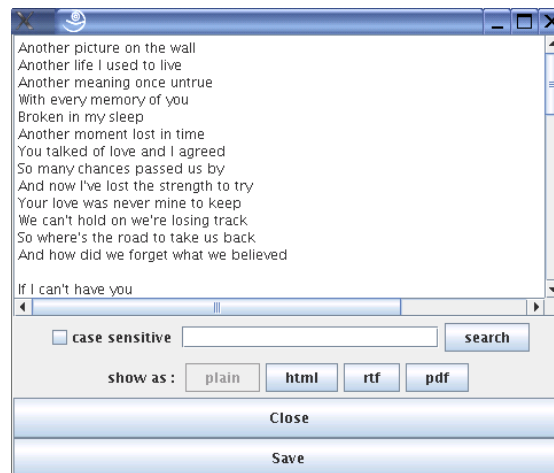 Another picture on the wall
Another life I used to live
Another meaning once untrue
With every memory of you
Broken in my sleep
Another moment lost in time
You talked of love and I agreed
So many chances passed us by
And now I've lost the strength to try
Your love was never mine to keep
We can't hold on we're losing track
So where's the road to take us back
And how did we forget what we believed
If I can't have you
case sensitive search
show as : plain html rtf pdf
Close
Save